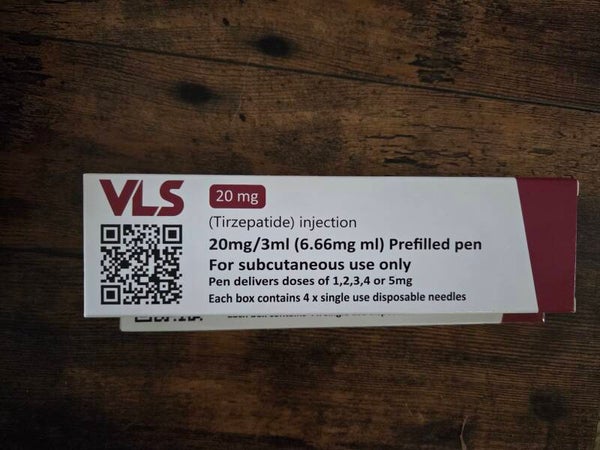 VLS
20 mg
(Tirzepatide) injection
20mg/3ml (6.66mg ml) Prefilled pen
For subcutaneous use only
Pen delivers doses of 1,2,3,4 or 5mg
Each box contains 4 x single use disposable needles